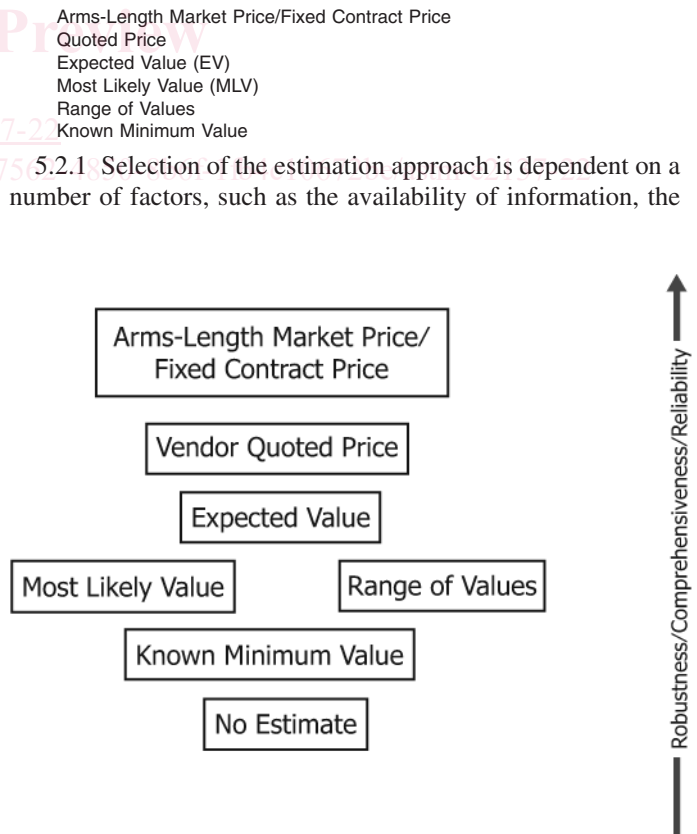 Preview
Arms-Length Market Price/Fixed Contract Price
Quoted Price
Expected Value (EV)
Most Likely Value (MLV)
Range of Values
7-22
Known Minimum Value
5.2.1 Selection of the estimation approach is dependent on a
number of factors, such as the availability of information, the
Arms-Length Market Price/
Fixed Contract Price
Vendor Quoted Price
Expected Value
Most Likely Value
Range of Values
Known Minimum Value
No Estimate
Robustness/Comprehensiveness/Reliability